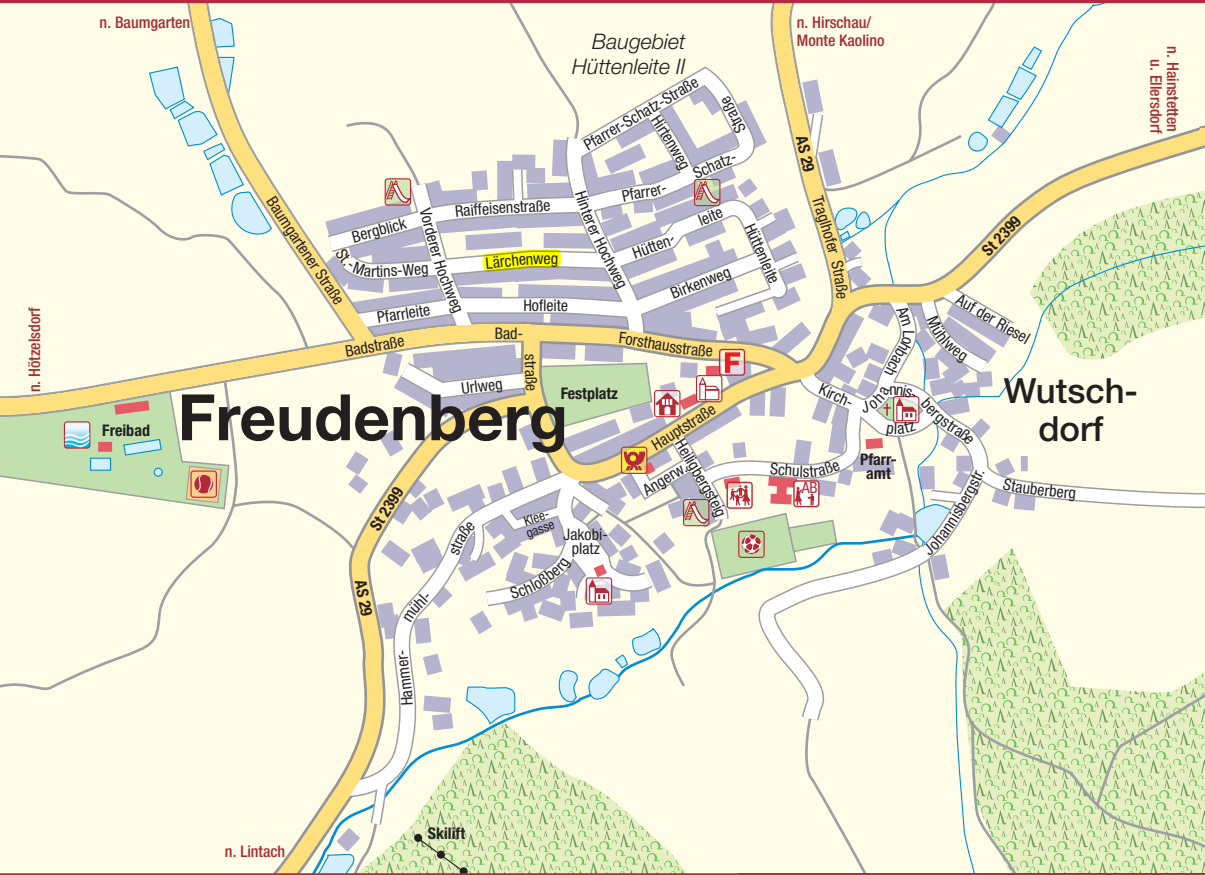 n. Baumgarten
n. Hirschau/
Monte Kaolino
n. Hainstetten
u. Ellersdorf
Baugebiet
Hüttenleite II
Pfarrer-Schatz-Straße
Straße
Hirtenweg
Schatz-
Pfarrer-
AS 29
Traglhofer Straße
St 2399
Baumgartener Straße
Bergblick
Raiffeisenstraße
Vorderer Hochweg
Hinterer Hochweg
St.-Martins-Weg
Lärchenweg
Hütten-
leite
Hüttenleite
Birkenweg
Pfarrleite
Hofleite
n. Hötzelsdorf
Badstraße
Bad-
straße
Forsthausstraße
F
Am Lohbach
Mühlweg
Auf der Riesel
Urlweg
Festplatz
Freudenberg
Wutsch-
dorf
Freibad
Hauptstraße
Kirch-
Johannis-
platz
Johannisbergstr.
bergstraße
Pfarr-
amt
Schulstraße
Angerw.
Heiligbergsteig
AB
Stauberberg
St 2399
Klee-
gasse
Jakobi-
platz
Schloßberg
AS 29
Hammer-
mühl-
straße
Skilift
n. Lintach